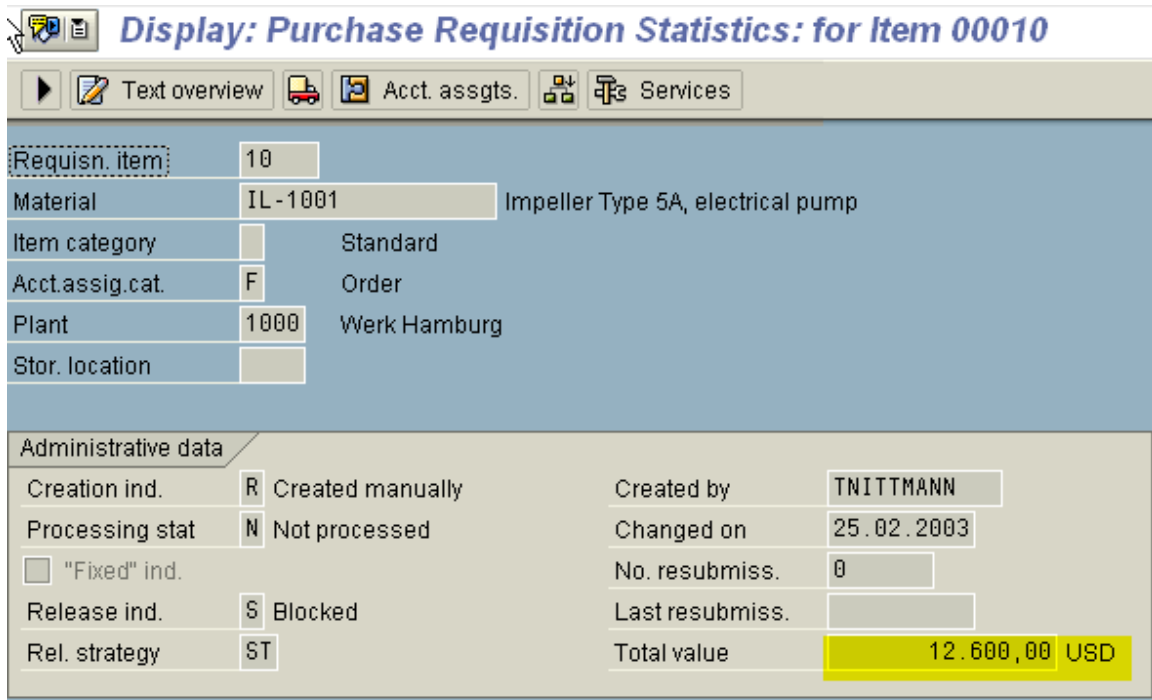 Display: Purchase Requisition Statistics: for Item 00010
Text overview Acct. assgts. Services
Requisn. item 10
Material IL-1001 Impeller Type 5A, electrical pump
Item category Standard
Acct.assig.cat. F Order
Plant 1000 Werk Hamburg
Stor. location
Administrative data
Creation ind. R Created manually Created by TNITTMANN
Processing stat N Not processed Changed on 25.02.2003
"Fixed" ind. No. resubmiss. 0
Release ind. S Blocked Last resubmiss.
Rel. strategy ST Total value 12.600,00 USD